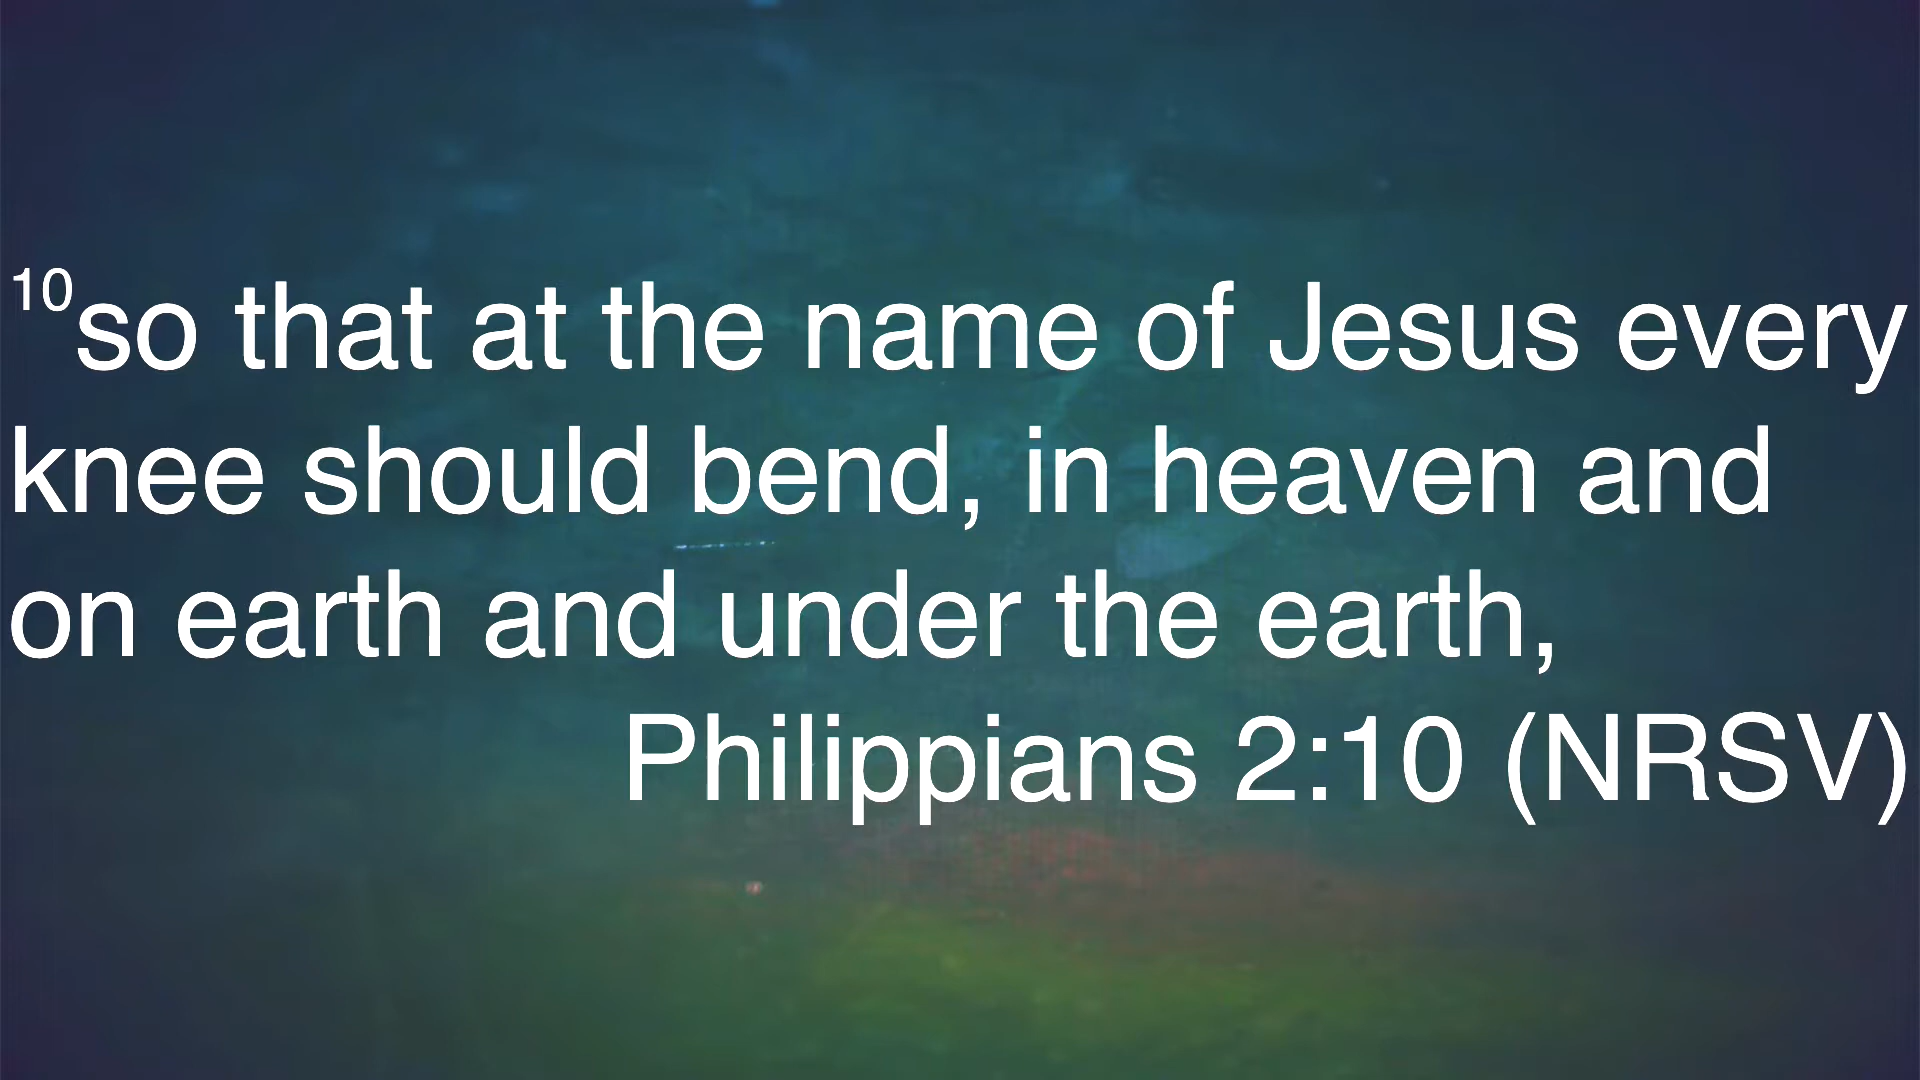 10so that at the name of Jesus every
knee should bend, in heaven and
on earth and under the earth,
Philippians 2:10 (NRSV)